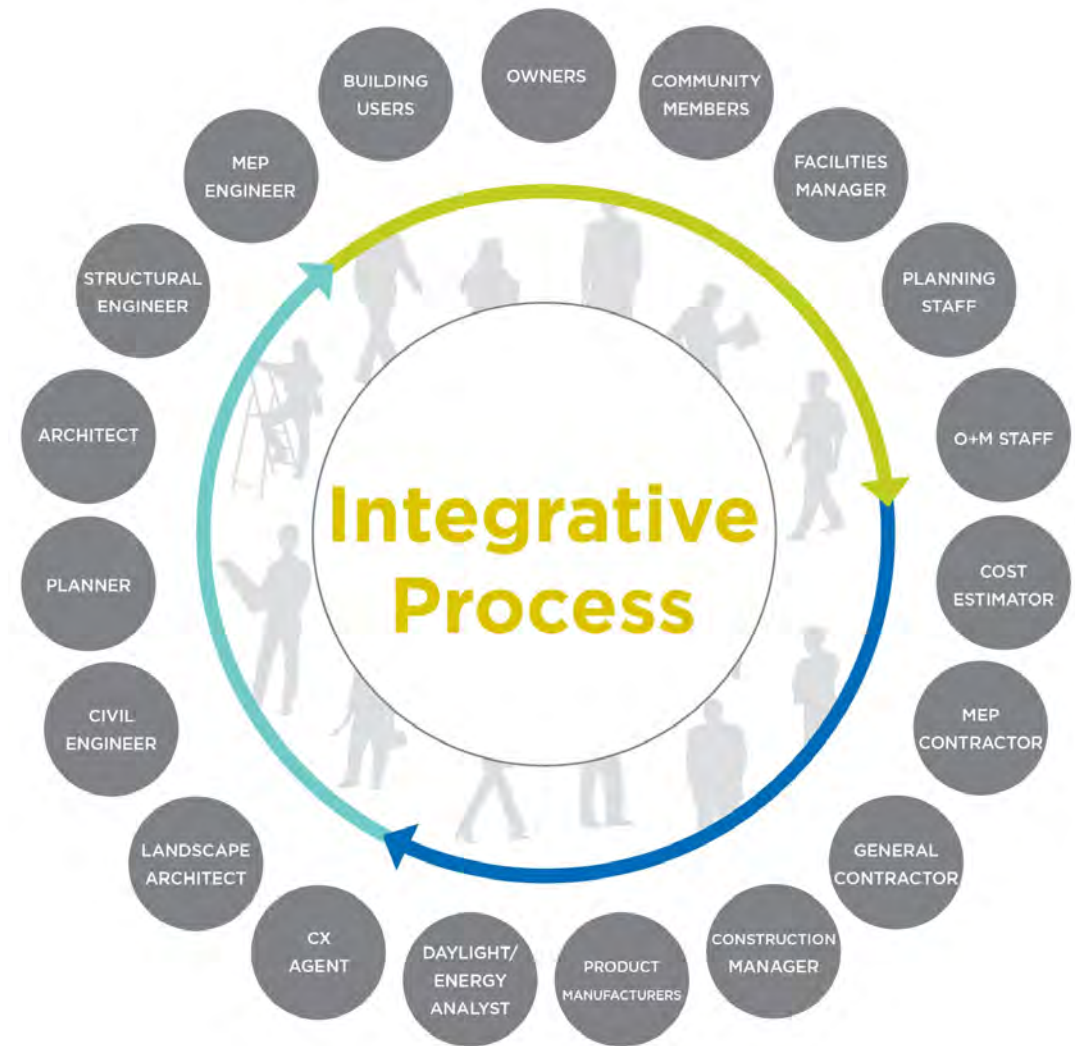 OWNERS
COMMUNITY
MEMBERS
FACILITIES
MANAGER
PLANNING
STAFF
O+M STAFF
COST
ESTIMATOR
MEP
CONTRACTOR
GENERAL
CONTRACTOR
CONSTRUCTION
MANAGER
PRODUCT
MANUFACTURERS
DAYLIGHT/
ENERGY
ANALYST
CX
AGENT
LANDSCAPE
ARCHITECT
CIVIL
ENGINEER
PLANNER
ARCHITECT
STRUCTURAL
ENGINEER
MEP
ENGINEER
BUILDING
USERS
Integrative
Process